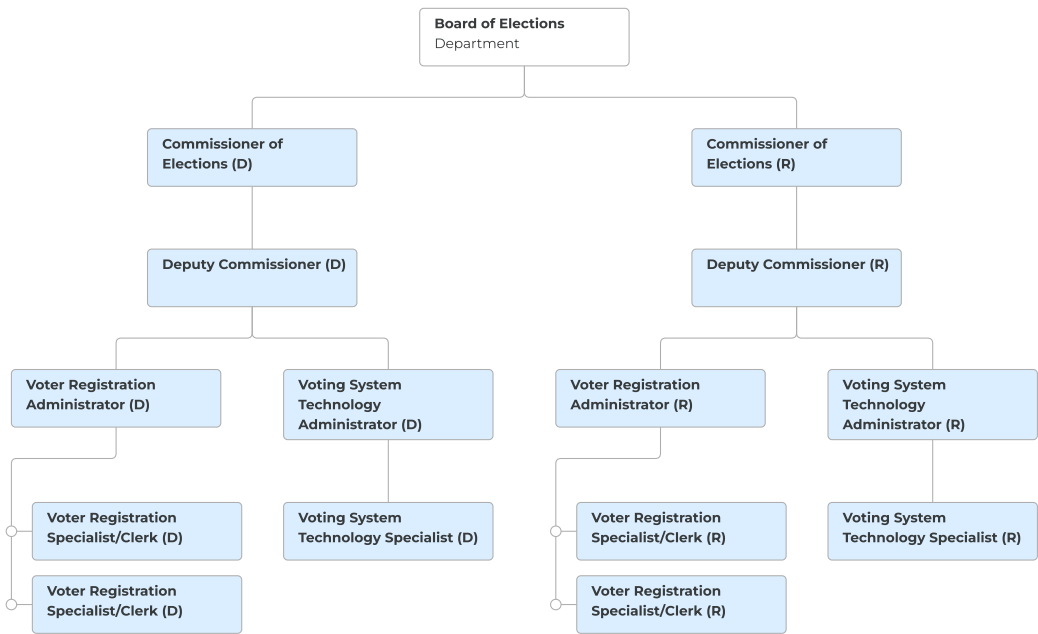 Board of Elections
Department
Commissioner of
Elections (D)
Commissioner of
Elections (R)
Deputy Commissioner (D)
Deputy Commissioner (R)
Voter Registration
Administrator (D)
Voting System
Technology
Administrator (D)
Voter Registration
Administrator (R)
Voting System
Technology
Administrator (R)
Voter Registration
Specialist/Clerk (D)
Voting System
Technology Specialist (D)
Voter Registration
Specialist/Clerk (R)
Voting System
Technology Specialist (R)
Voter Registration
Specialist/Clerk (D)
Voter Registration
Specialist/Clerk (R)